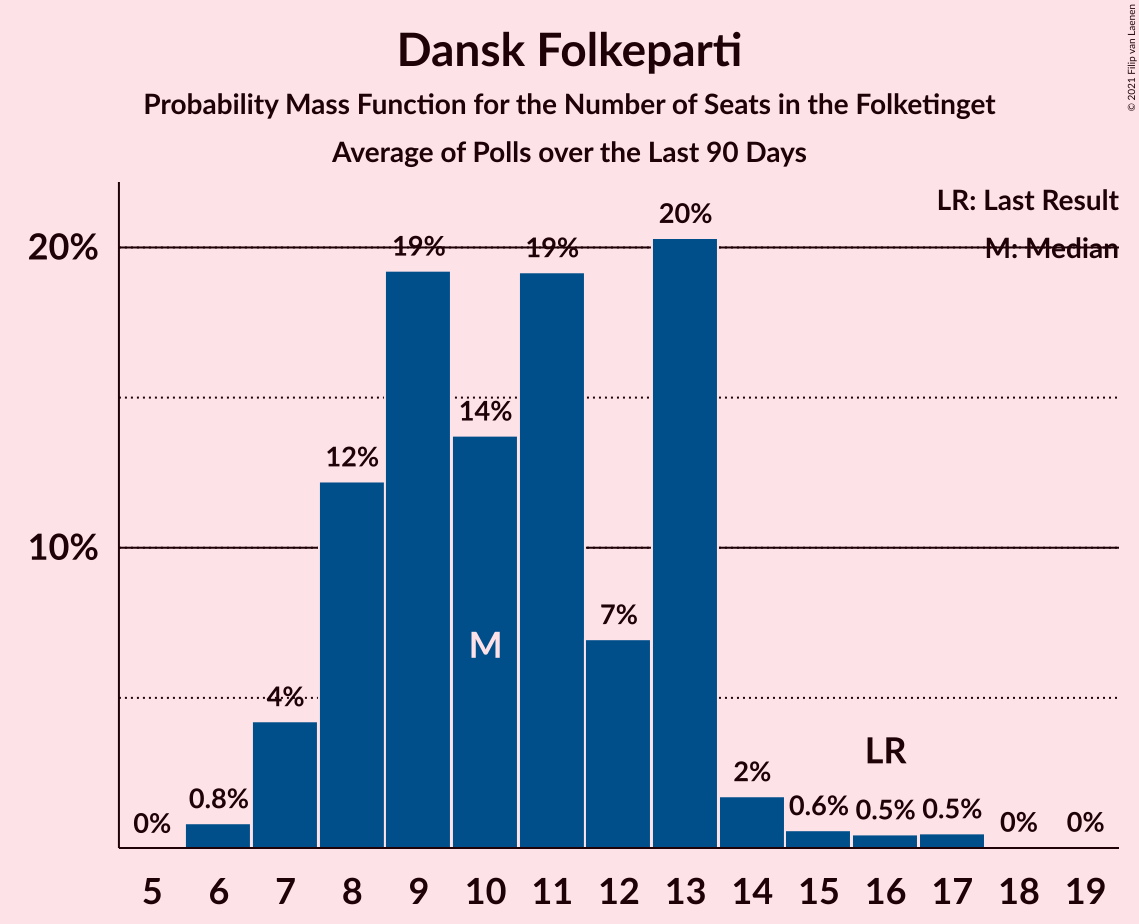 Dansk Folkeparti
Probability Mass Function for the Number of Seats in the Folketinget
Average of Polls over the Last 90 Days
© 2021 Filip van Laenen
LR: Last Result
M: Median
20%
10%
0%
0.8%
4%
12%
19%
14%
19%
7%
20%
2%
0.6%
0.5%
0.5%
0%
0%
M
LR
5 6 7 8 9 10 11 12 13 14 15 16 17 18 19